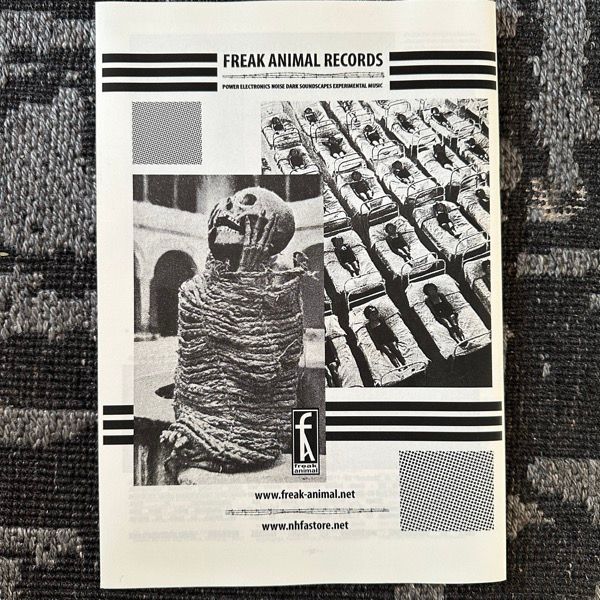 FREAK ANIMAL RECORDS
POWER ELECTRONICS NOISE DARK SOUNDSCAPES EXPERIMENTAL MUSIC
fA
freak
animal
www.freak-animal.net
www.nhfastore.net